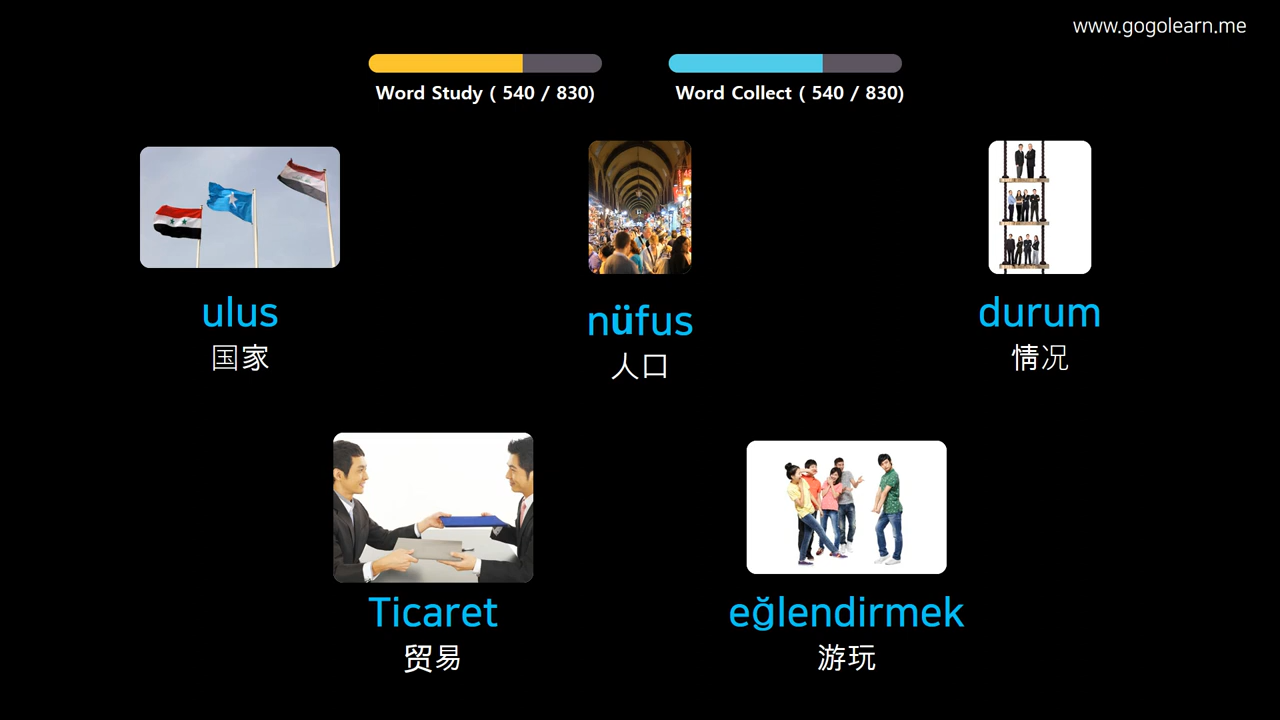 www.gogolearn.me
Word Study ( 540 / 830)
Word Collect ( 540 / 830)
ulus
国家
nüfus
人口
durum
情况
Ticaret
贸易
eğlendirmek
游玩